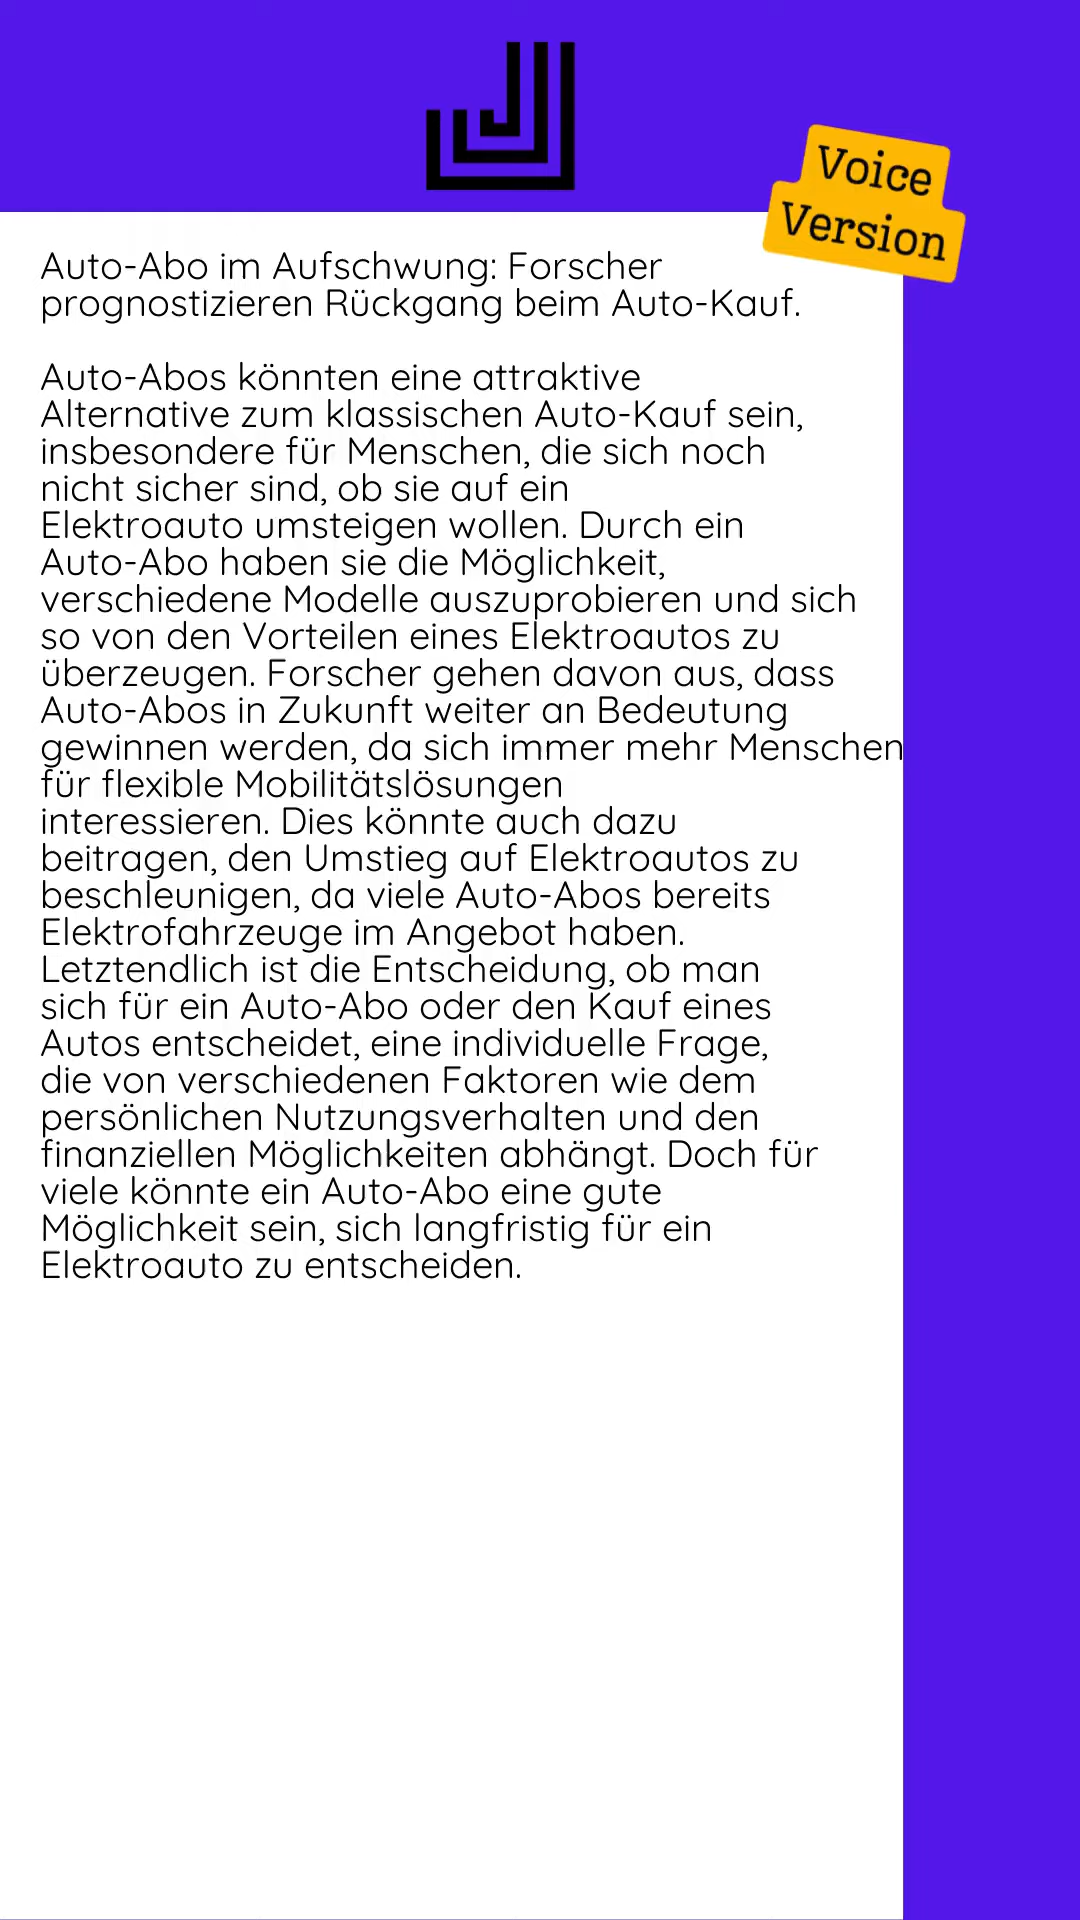 Voice
Version
Auto-Abo im Aufschwung: Forscher
prognostizieren Rückgang beim Auto-Kauf.
Auto-Abos könnten eine attraktive
Alternative zum klassischen Auto-Kauf sein,
insbesondere für Menschen, die sich noch
nicht sicher sind, ob sie auf ein
Elektroauto umsteigen wollen. Durch ein
Auto-Abo haben sie die Möglichkeit,
verschiedene Modelle auszuprobieren und sich
so von den Vorteilen eines Elektroautos zu
überzeugen. Forscher gehen davon aus, dass
Auto-Abos in Zukunft weiter an Bedeutung
gewinnen werden, da sich immer mehr Menschen
für flexible Mobilitätslösungen
interessieren. Dies könnte auch dazu
beitragen, den Umstieg auf Elektroautos zu
beschleunigen, da viele Auto-Abos bereits
Elektrofahrzeuge im Angebot haben.
Letztendlich ist die Entscheidung, ob man
sich für ein Auto-Abo oder den Kauf eines
Autos entscheidet, eine individuelle Frage,
die von verschiedenen Faktoren wie dem
persönlichen Nutzungsverhalten und den
finanziellen Möglichkeiten abhängt. Doch für
viele könnte ein Auto-Abo eine gute
Möglichkeit sein, sich langfristig für ein
Elektroauto zu entscheiden.